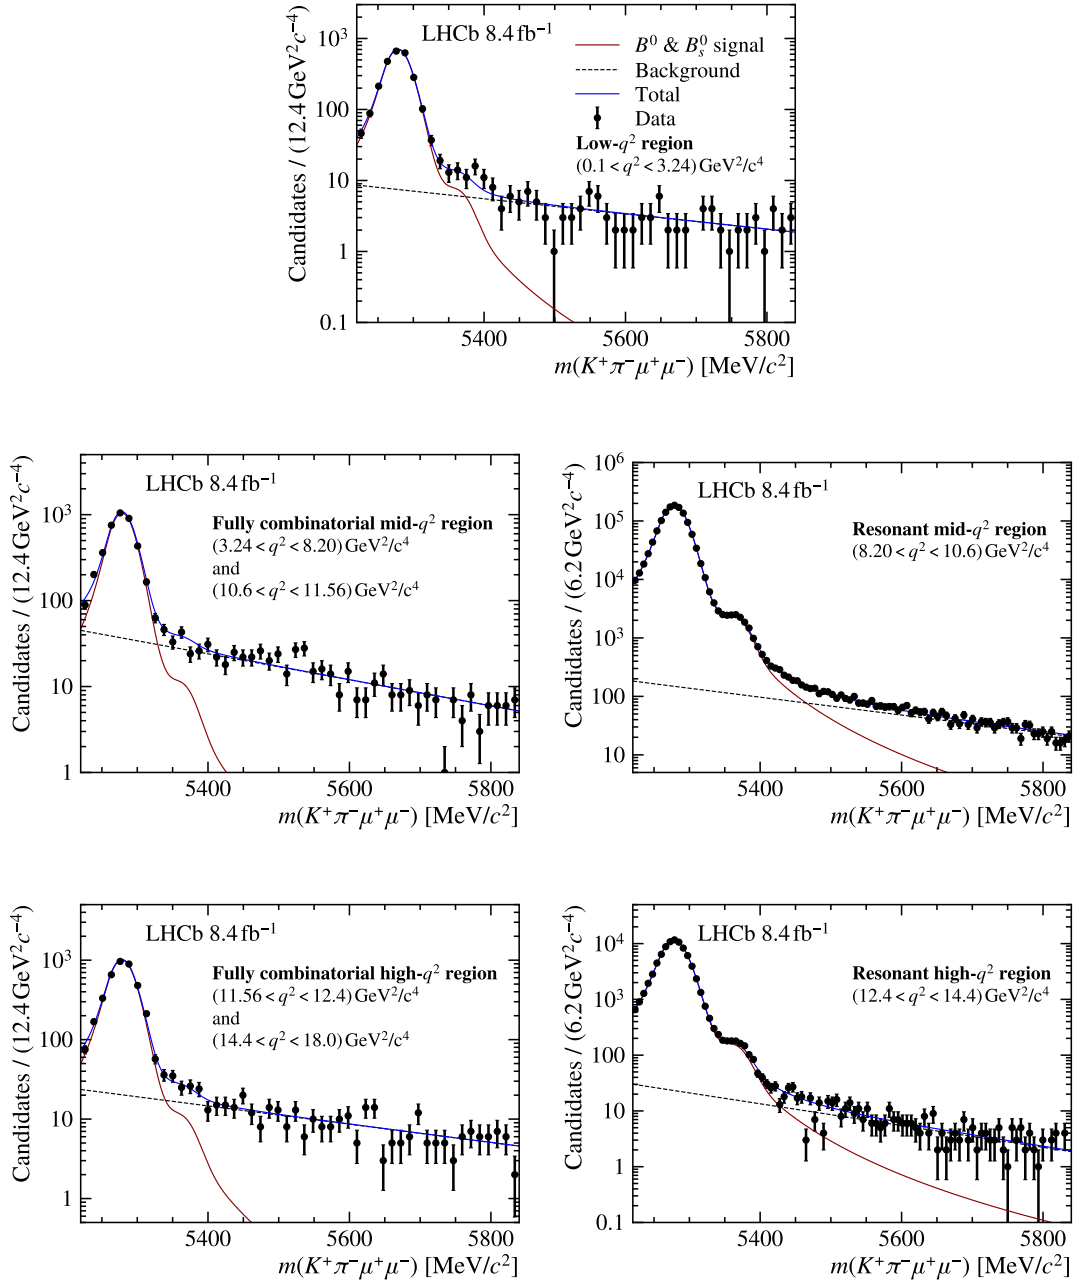 LHCb 8.4 fb⁻¹
B⁰ & B⁰ₛ signal
Background
Total
Data
Low-q² region
(0.1 < q² < 3.24) GeV²/c⁴
Candidates / (12.4 GeV²c⁻⁴)
10³
100
10
1
0.1
5400 5600 5800
m(K⁺π⁻μ⁺μ⁻) [MeV/c²]
LHCb 8.4 fb⁻¹
Fully combinatorial mid-q² region
(3.24 < q² < 8.20) GeV²/c⁴
and
(10.6 < q² < 11.56) GeV²/c⁴
Candidates / (12.4 GeV²c⁻⁴)
10³
100
10
1
5400 5600 5800
m(K⁺π⁻μ⁺μ⁻) [MeV/c²]
LHCb 8.4 fb⁻¹
Resonant mid-q² region
(8.20 < q² < 10.6) GeV²/c⁴
Candidates / (6.2 GeV²c⁻⁴)
10⁶
10⁵
10⁴
10³
100
10
5400 5600 5800
m(K⁺π⁻μ⁺μ⁻) [MeV/c²]
LHCb 8.4 fb⁻¹
Fully combinatorial high-q² region
(11.56 < q² < 12.4) GeV²/c⁴
and
(14.4 < q² < 18.0) GeV²/c⁴
Candidates / (12.4 GeV²c⁻⁴)
10³
100
10
1
5400 5600 5800
m(K⁺π⁻μ⁺μ⁻) [MeV/c²]
LHCb 8.4 fb⁻¹
Resonant high-q² region
(12.4 < q² < 14.4) GeV²/c⁴
Candidates / (6.2 GeV²c⁻⁴)
10⁴
10³
100
10
1
0.1
5400 5600 5800
m(K⁺π⁻μ⁺μ⁻) [MeV/c²]